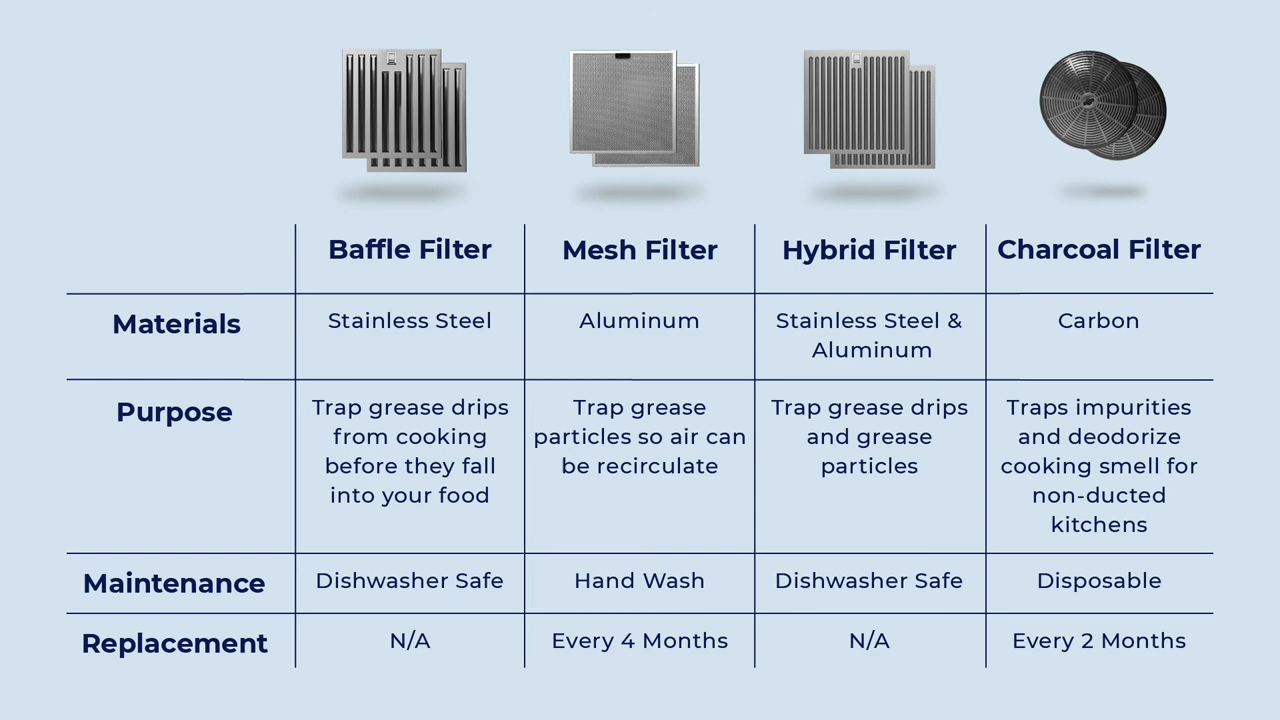 Baffle Filter
Mesh Filter
Hybrid Filter
Charcoal Filter
Materials
Stainless Steel
Aluminum
Stainless Steel &
Aluminum
Carbon
Purpose
Trap grease drips
from cooking
before they fall
into your food
Trap grease
particles so air can
be recirculate
Trap grease drips
and grease
particles
Traps impurities
and deodorize
cooking smell for
non-ducted
kitchens
Maintenance
Dishwasher Safe
Hand Wash
Dishwasher Safe
Disposable
Replacement
N/A
Every 4 Months
N/A
Every 2 Months